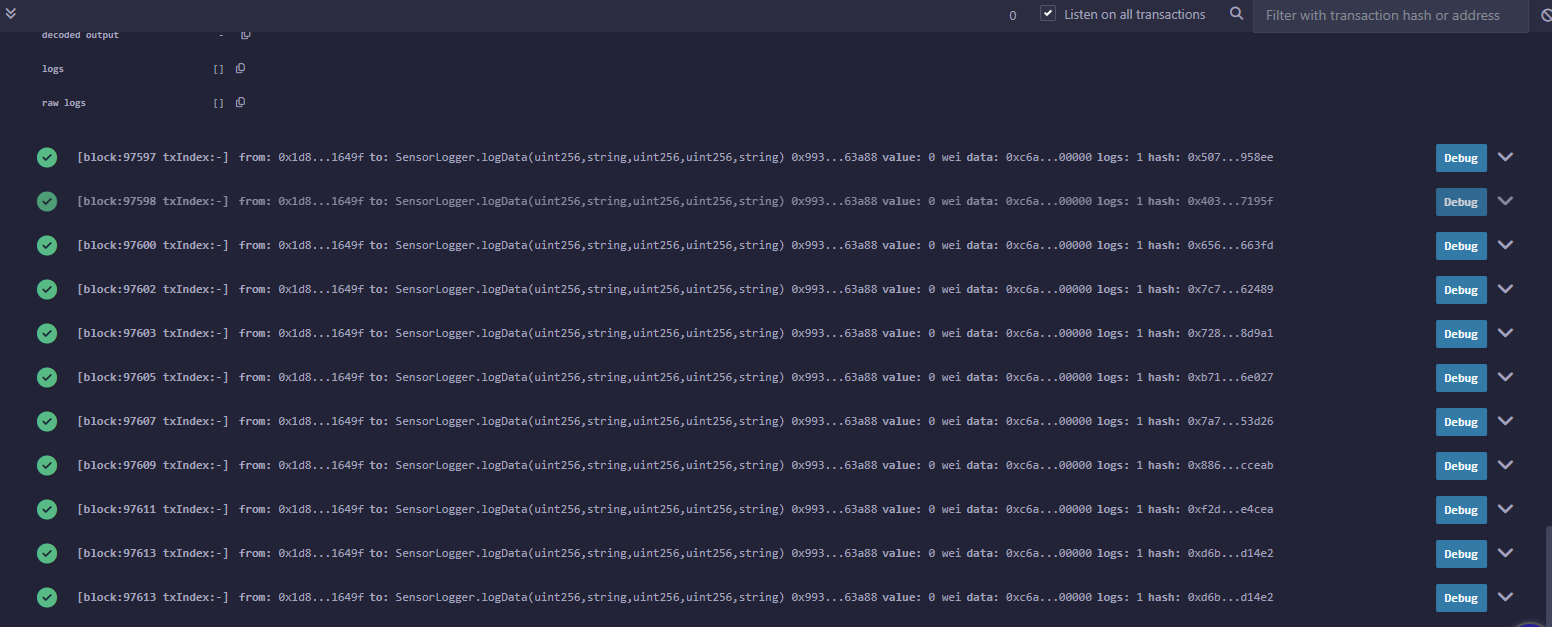 0 Listen on all transactions Filter with transaction hash or address
decoded output -
logs []
raw logs []
[block:97597 txIndex:-] from: 0x1d8...1649f to: SensorLogger.logData(uint256,string,uint256,uint256,string) 0x993...63a88 value: 0 wei data: 0xc6a...00000 logs: 1 hash: 0x507...958ee Debug
[block:97598 txIndex:-] from: 0x1d8...1649f to: SensorLogger.logData(uint256,string,uint256,uint256,string) 0x993...63a88 value: 0 wei data: 0xc6a...00000 logs: 1 hash: 0x403...7195f Debug
[block:97600 txIndex:-] from: 0x1d8...1649f to: SensorLogger.logData(uint256,string,uint256,uint256,string) 0x993...63a88 value: 0 wei data: 0xc6a...00000 logs: 1 hash: 0x656...663fd Debug
[block:97602 txIndex:-] from: 0x1d8...1649f to: SensorLogger.logData(uint256,string,uint256,uint256,string) 0x993...63a88 value: 0 wei data: 0xc6a...00000 logs: 1 hash: 0x7c7...62489 Debug
[block:97603 txIndex:-] from: 0x1d8...1649f to: SensorLogger.logData(uint256,string,uint256,uint256,string) 0x993...63a88 value: 0 wei data: 0xc6a...00000 logs: 1 hash: 0x728...8d9a1 Debug
[block:97605 txIndex:-] from: 0x1d8...1649f to: SensorLogger.logData(uint256,string,uint256,uint256,string) 0x993...63a88 value: 0 wei data: 0xc6a...00000 logs: 1 hash: 0xb71...6e027 Debug
[block:97607 txIndex:-] from: 0x1d8...1649f to: SensorLogger.logData(uint256,string,uint256,uint256,string) 0x993...63a88 value: 0 wei data: 0xc6a...00000 logs: 1 hash: 0x7a7...53d26 Debug
[block:97609 txIndex:-] from: 0x1d8...1649f to: SensorLogger.logData(uint256,string,uint256,uint256,string) 0x993...63a88 value: 0 wei data: 0xc6a...00000 logs: 1 hash: 0x886...cceab Debug
[block:97611 txIndex:-] from: 0x1d8...1649f to: SensorLogger.logData(uint256,string,uint256,uint256,string) 0x993...63a88 value: 0 wei data: 0xc6a...00000 logs: 1 hash: 0xf2d...e4cea Debug
[block:97613 txIndex:-] from: 0x1d8...1649f to: SensorLogger.logData(uint256,string,uint256,uint256,string) 0x993...63a88 value: 0 wei data: 0xc6a...00000 logs: 1 hash: 0xd6b...d14e2 Debug
[block:97613 txIndex:-] from: 0x1d8...1649f to: SensorLogger.logData(uint256,string,uint256,uint256,string) 0x993...63a88 value: 0 wei data: 0xc6a...00000 logs: 1 hash: 0xd6b...d14e2 Debug